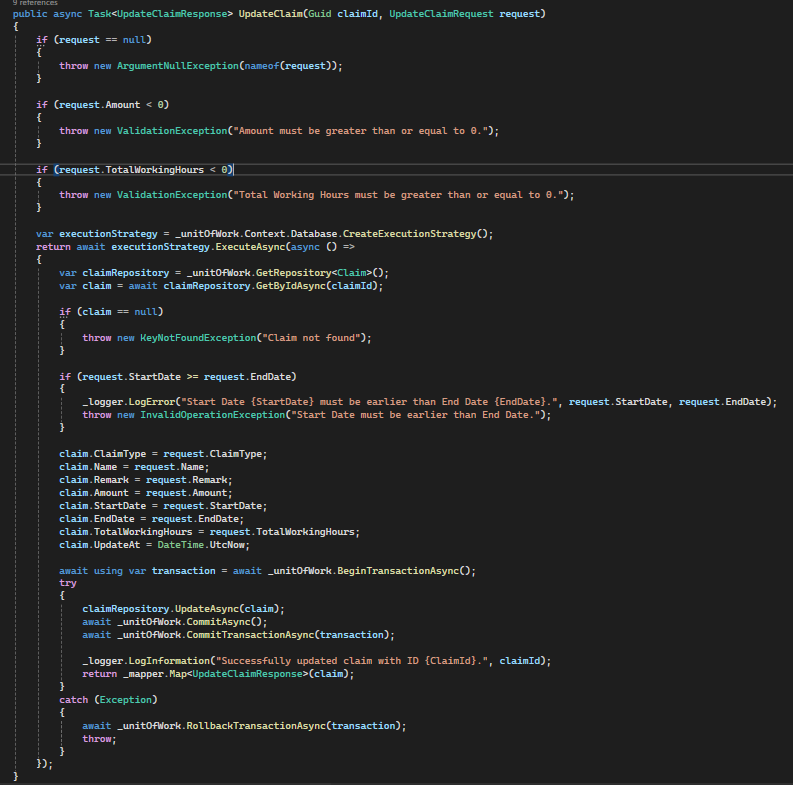 9 references
public async Task<UpdateClaimResponse> UpdateClaim(Guid claimId, UpdateClaimRequest request)
{
    if (request == null)
    {
        throw new ArgumentNullException(nameof(request));
    }

    if (request.Amount < 0)
    {
        throw new ValidationException("Amount must be greater than or equal to 0.");
    }

    if (request.TotalWorkingHours < 0)
    {
        throw new ValidationException("Total Working Hours must be greater than or equal to 0.");
    }

    var executionStrategy = _unitOfWork.Context.Database.CreateExecutionStrategy();
    return await executionStrategy.ExecuteAsync(async () =>
    {
        var claimRepository = _unitOfWork.GetRepository<Claim>();
        var claim = await claimRepository.GetByIdAsync(claimId);

        if (claim == null)
        {
            throw new KeyNotFoundException("Claim not found");
        }

        if (request.StartDate >= request.EndDate)
        {
            _logger.LogError("Start Date {StartDate} must be earlier than End Date {EndDate}.", request.StartDate, request.EndDate);
            throw new InvalidOperationException("Start Date must be earlier than End Date.");
        }

        claim.ClaimType = request.ClaimType;
        claim.Name = request.Name;
        claim.Remark = request.Remark;
        claim.Amount = request.Amount;
        claim.StartDate = request.StartDate;
        claim.EndDate = request.EndDate;
        claim.TotalWorkingHours = request.TotalWorkingHours;
        claim.UpdateAt = DateTime.UtcNow;

        await using var transaction = await _unitOfWork.BeginTransactionAsync();
        try
        {
            claimRepository.UpdateAsync(claim);
            await _unitOfWork.CommitAsync();
            await _unitOfWork.CommitTransactionAsync(transaction);

            _logger.LogInformation("Successfully updated claim with ID {ClaimId}.", claimId);
            return _mapper.Map<UpdateClaimResponse>(claim);
        }
        catch (Exception)
        {
            await _unitOfWork.RollbackTransactionAsync(transaction);
            throw;
        }
    });
}